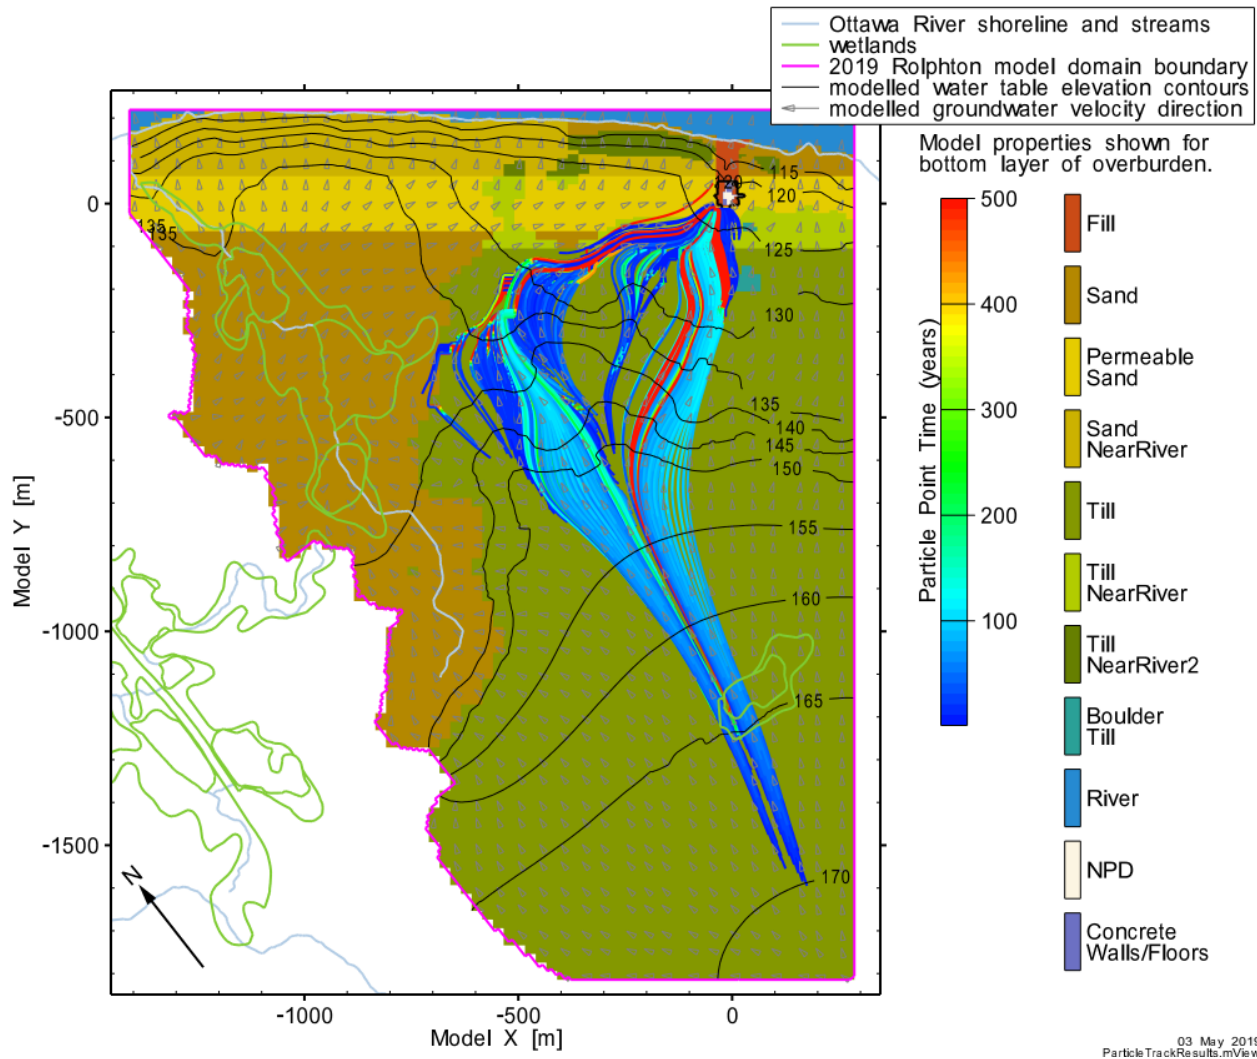 Ottawa River shoreline and streams
wetlands
2019 Rolphton model domain boundary
modelled water table elevation contours
modelled groundwater velocity direction
Model properties shown for
bottom layer of overburden.
Particle Point Time (years)
500
400
300
200
100
Fill
Sand
Permeable
Sand
Sand
NearRiver
Till
Till
NearRiver
Till
NearRiver2
Boulder
Till
River
NPD
Concrete
Walls/Floors
Model Y [m]
0
-500
-1000
-1500
Model X [m]
-1000
-500
0
N
135
135
120
115
120
125
130
135
140
145
150
155
160
165
170
03 May 2019
ParticleTrackResults.mView